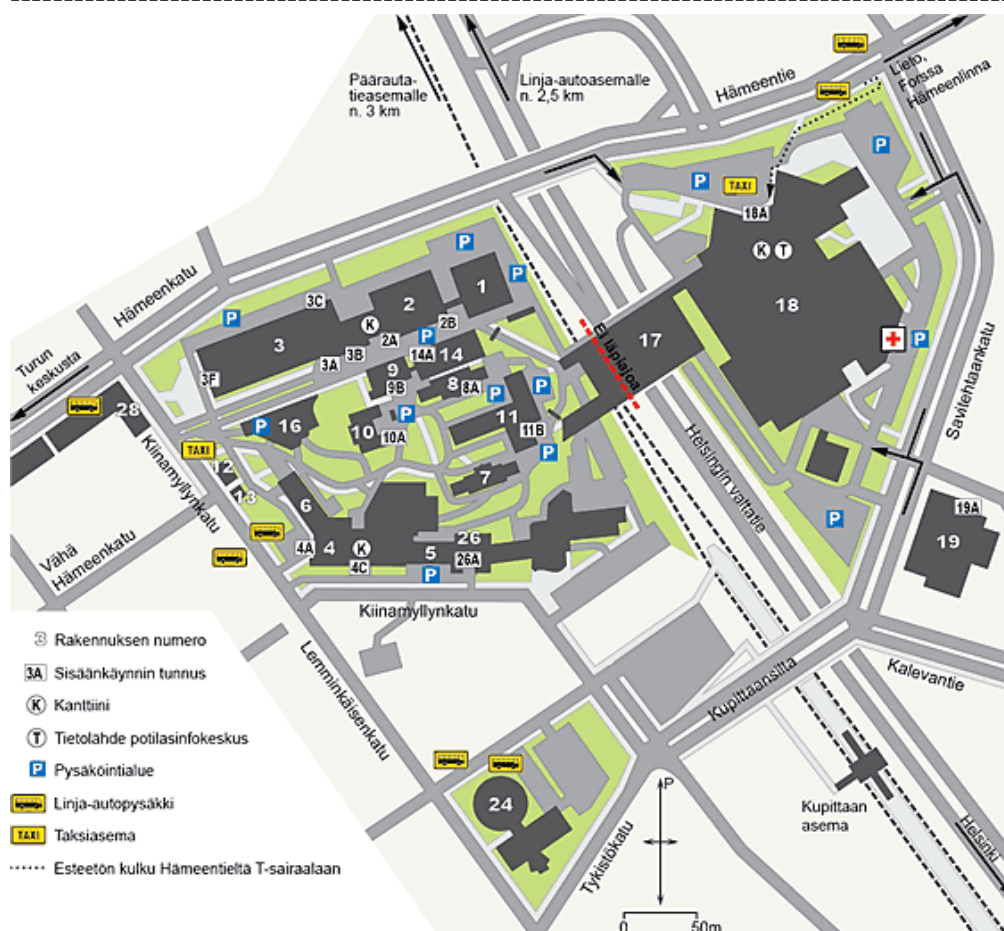 Päärauta-
tieasemalle
n. 3 km
Linja-autoasemalle
n. 2,5 km
Hämeentie
Lieto,
Forssa
Hämeenlinna
P
P
TAXI
18A
K T
18
P
Savitehtaankatu
P
19A
19
Hämeenkatu
Turun
keskusta
P
P
1
3C
2
P
K
2B
2A
P
3
3B
3A
14A
14
3F
9
9B
8
8A
P
P
17
Ei läpiajoa
28
P
16
10
10A
P
11
11B
P
TAXI
12
13
7
6
4A
4
K
4C
5
26
26A
P
Kiinamyllynkatu
Vähä
Hämeenkatu
Kiinamyllynkatu
Helsingin valtatie
Lemminkäisenkatu
Kupittaansilta
Kalevantie
Kupittaan
asema
Helsinki
24
Tykistökatu
P
0 50m
3 Rakennuksen numero
3A Sisäänkäynnin tunnus
K Kanttiini
T Tietolähde potilasinfokeskus
P Pysäköintialue
Linja-autopysäkki
TAXI Taksiasema
Esteetön kulku Hämeentieltä T-sairaalaan